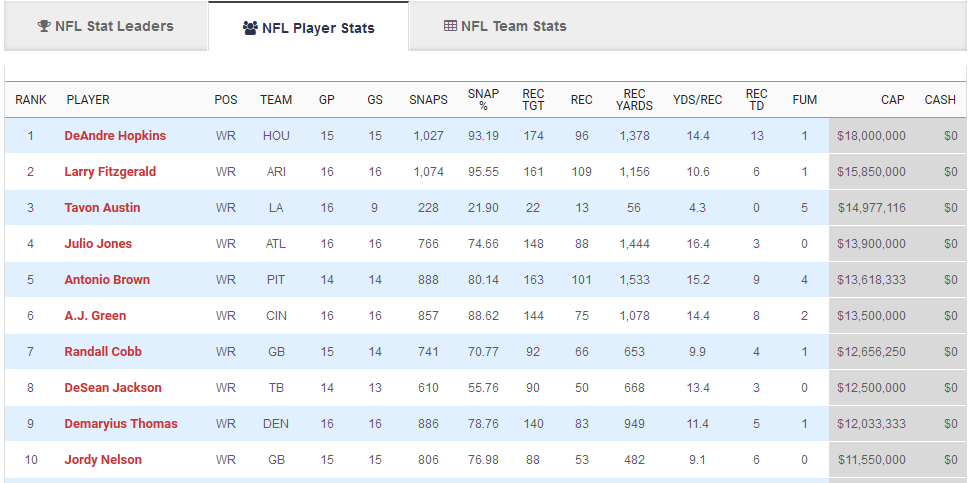 NFL Stat Leaders NFL Player Stats NFL Team Stats
RANK PLAYER POS TEAM GP GS SNAPS SNAP % REC TGT REC REC YARDS YDS/REC REC TD FUM CAP CASH
1 DeAndre Hopkins WR HOU 15 15 1,027 93.19 174 96 1,378 14.4 13 1 $18,000,000 $0
2 Larry Fitzgerald WR ARI 16 16 1,074 95.55 161 109 1,156 10.6 6 1 $15,850,000 $0
3 Tavon Austin WR LA 16 9 228 21.90 22 13 56 4.3 0 5 $14,977,116 $0
4 Julio Jones WR ATL 16 16 766 74.66 148 88 1,444 16.4 3 0 $13,900,000 $0
5 Antonio Brown WR PIT 14 14 888 80.14 163 101 1,533 15.2 9 4 $13,618,333 $0
6 A.J. Green WR CIN 16 16 857 88.62 144 75 1,078 14.4 8 2 $13,500,000 $0
7 Randall Cobb WR GB 15 14 741 70.77 92 66 653 9.9 4 1 $12,656,250 $0
8 DeSean Jackson WR TB 14 13 610 55.76 90 50 668 13.4 3 0 $12,500,000 $0
9 Demaryius Thomas WR DEN 16 16 886 78.76 140 83 949 11.4 5 1 $12,033,333 $0
10 Jordy Nelson WR GB 15 15 806 76.98 88 53 482 9.1 6 0 $11,550,000 $0